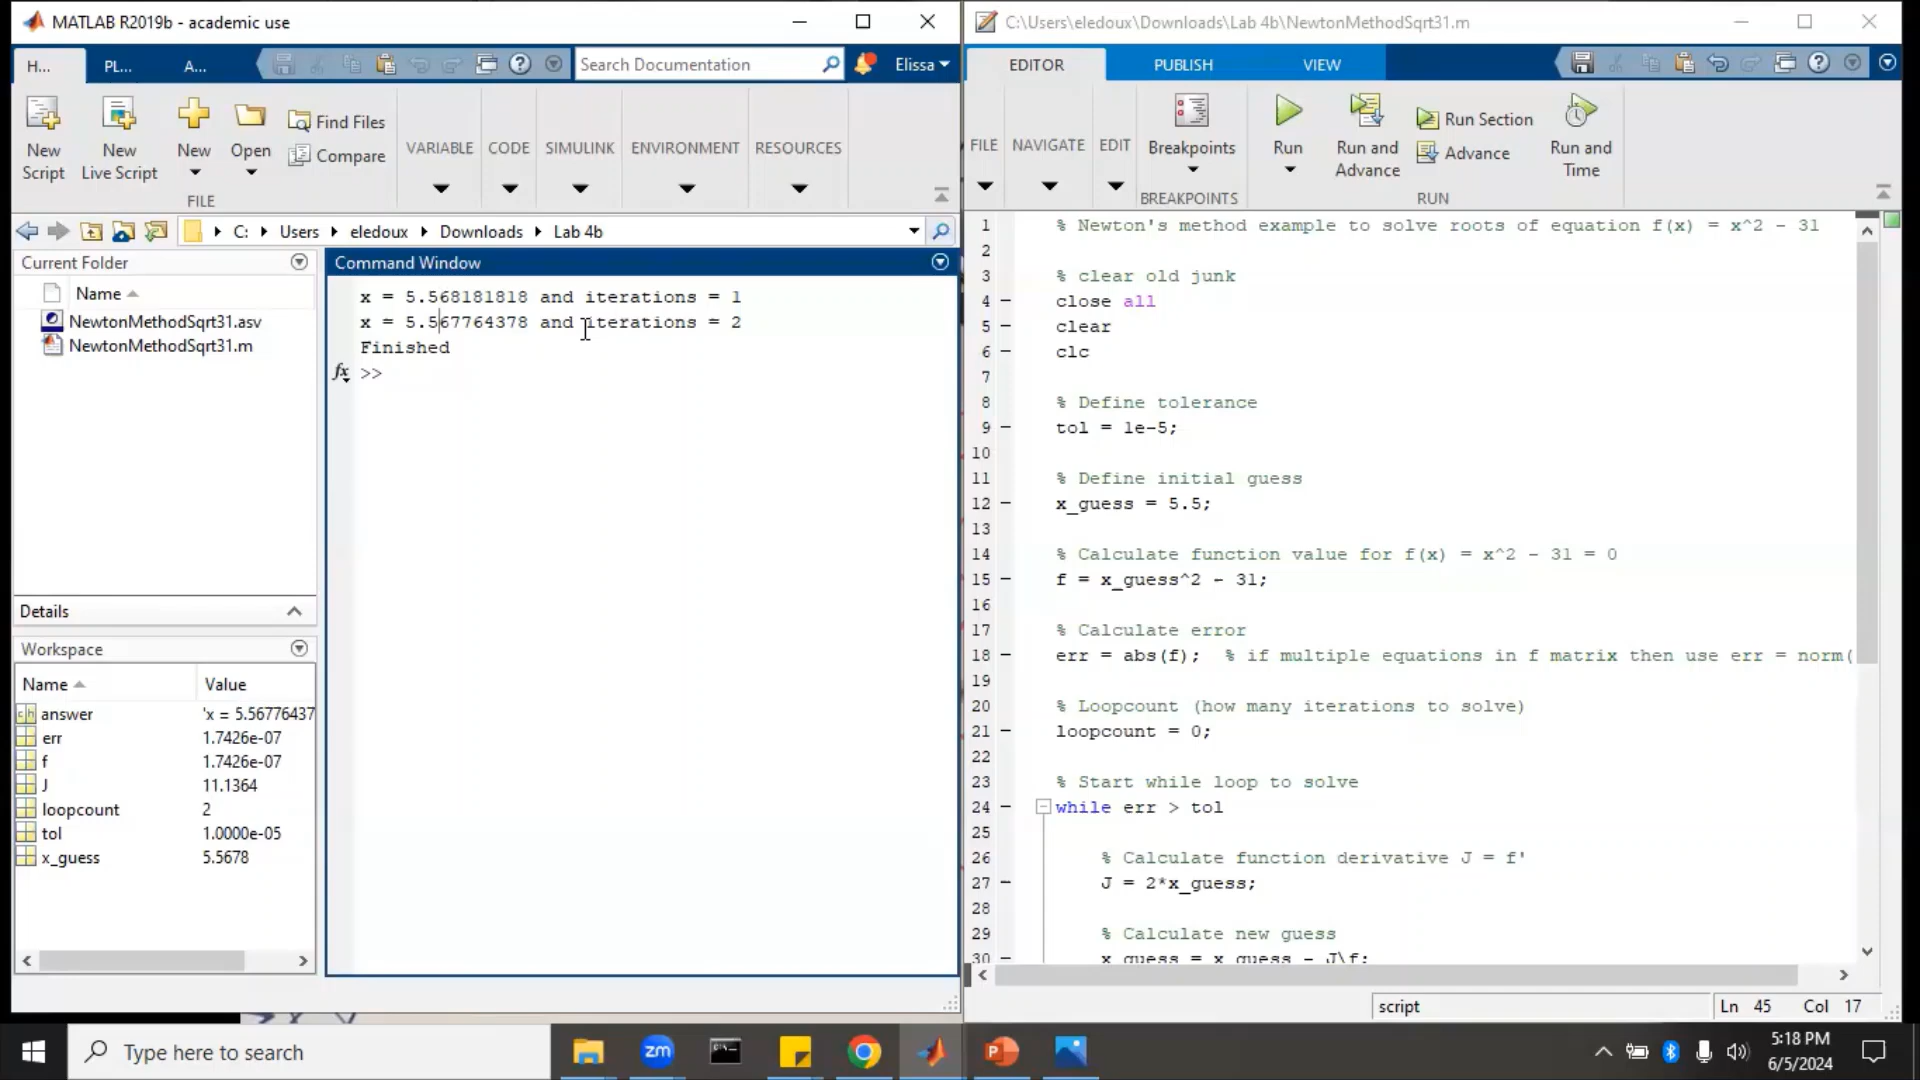 MATLAB R2019b - academic use
H...
PL...
A...
Search Documentation
Elissa
New Script
New Live Script
New
Open
Find Files
Compare
FILE
VARIABLE
CODE
SIMULINK
ENVIRONMENT
RESOURCES
C:
Users
eledoux
Downloads
Lab 4b
Current Folder
Name
NewtonMethodSqrt31.asv
NewtonMethodSqrt31.m
Details
Workspace
Name Value
answer 'x = 5.56776437
err 1.7426e-07
f 1.7426e-07
J 11.1364
loopcount 2
tol 1.0000e-05
x_guess 5.5678
Command Window
x = 5.568181818 and iterations = 1
x = 5.567764378 and iterations = 2
Finished
fx >>
C:\Users\eledoux\Downloads\Lab 4b\NewtonMethodSqrt31.m
EDITOR
PUBLISH
VIEW
FILE
NAVIGATE
EDIT
Breakpoints
BREAKPOINTS
Run
Run and Advance
Run Section
Advance
Run and Time
RUN
1 % Newton's method example to solve roots of equation f(x) = x^2 - 31
2
3 % clear old junk
4 – close all
5 – clear
6 – clc
7
8 % Define tolerance
9 – tol = 1e-5;
10
11 % Define initial guess
12 – x_guess = 5.5;
13
14 % Calculate function value for f(x) = x^2 - 31 = 0
15 – f = x_guess^2 - 31;
16
17 % Calculate error
18 – err = abs(f); % if multiple equations in f matrix then use err = norm(
19
20 % Loopcount (how many iterations to solve)
21 – loopcount = 0;
22
23 % Start while loop to solve
24 – while err > tol
25
26 % Calculate function derivative J = f'
27 – J = 2*x_guess;
28
29 % Calculate new guess
30 – x_guess = x_guess - J\f;
script
Ln 45 Col 17
Type here to search
zm
5:18 PM
6/5/2024